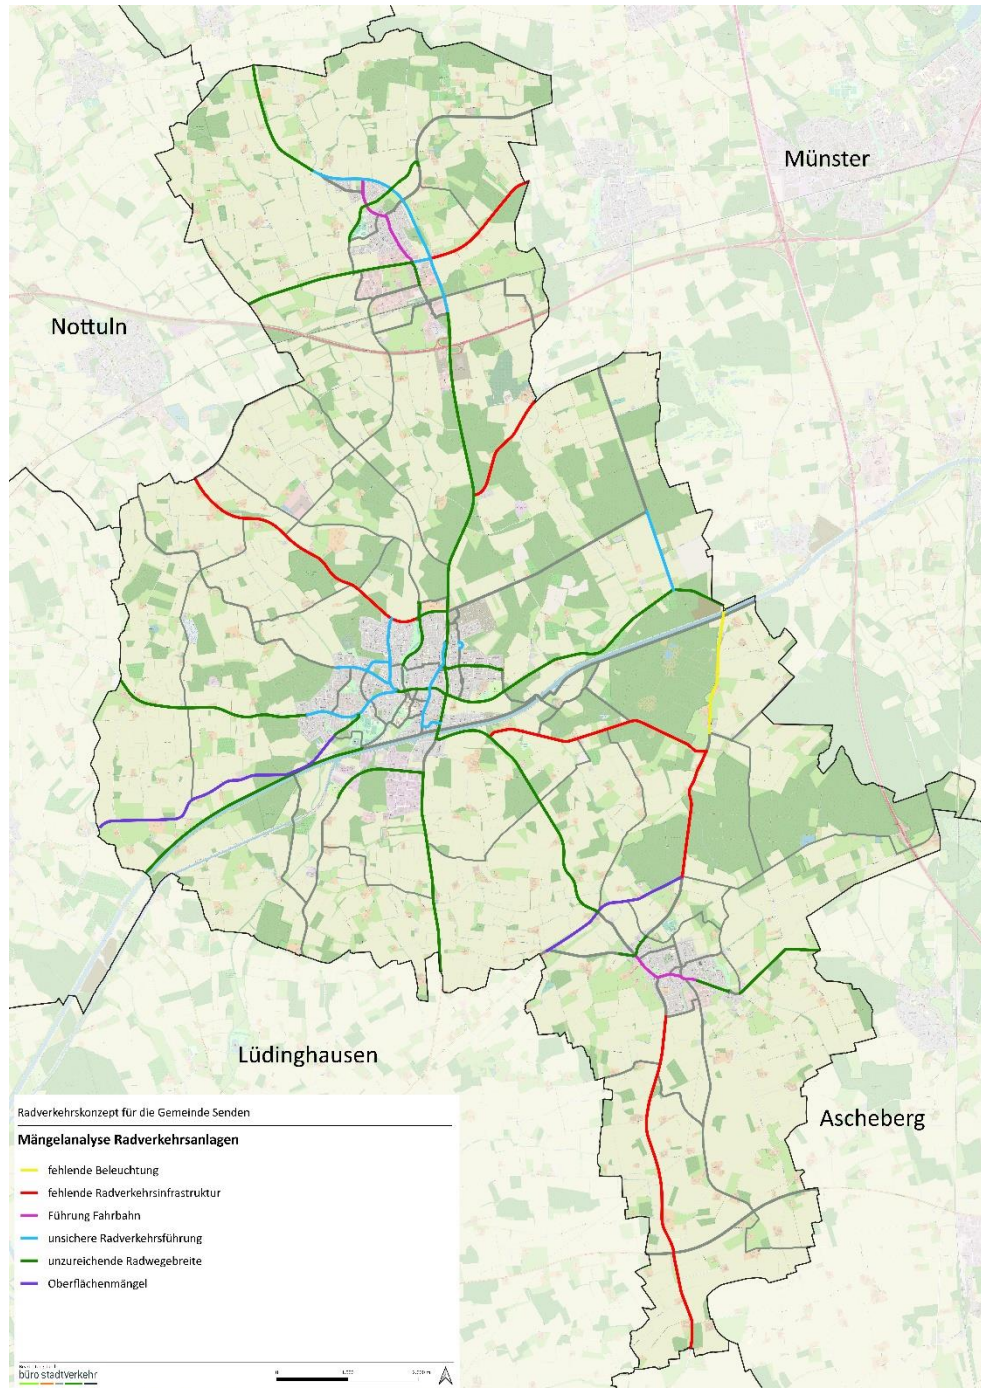 Münster
Nottuln
Lüdinghausen
Ascheberg
Radverkehrskonzept für die Gemeinde Senden
Mängelanalyse Radverkehrsanlagen
fehlende Beleuchtung
fehlende Radverkehrsinfrastruktur
Führung Fahrbahn
unsichere Radverkehrsführung
unzureichende Radwegebreite
Oberflächenmängel
büro stadtverkehr
0